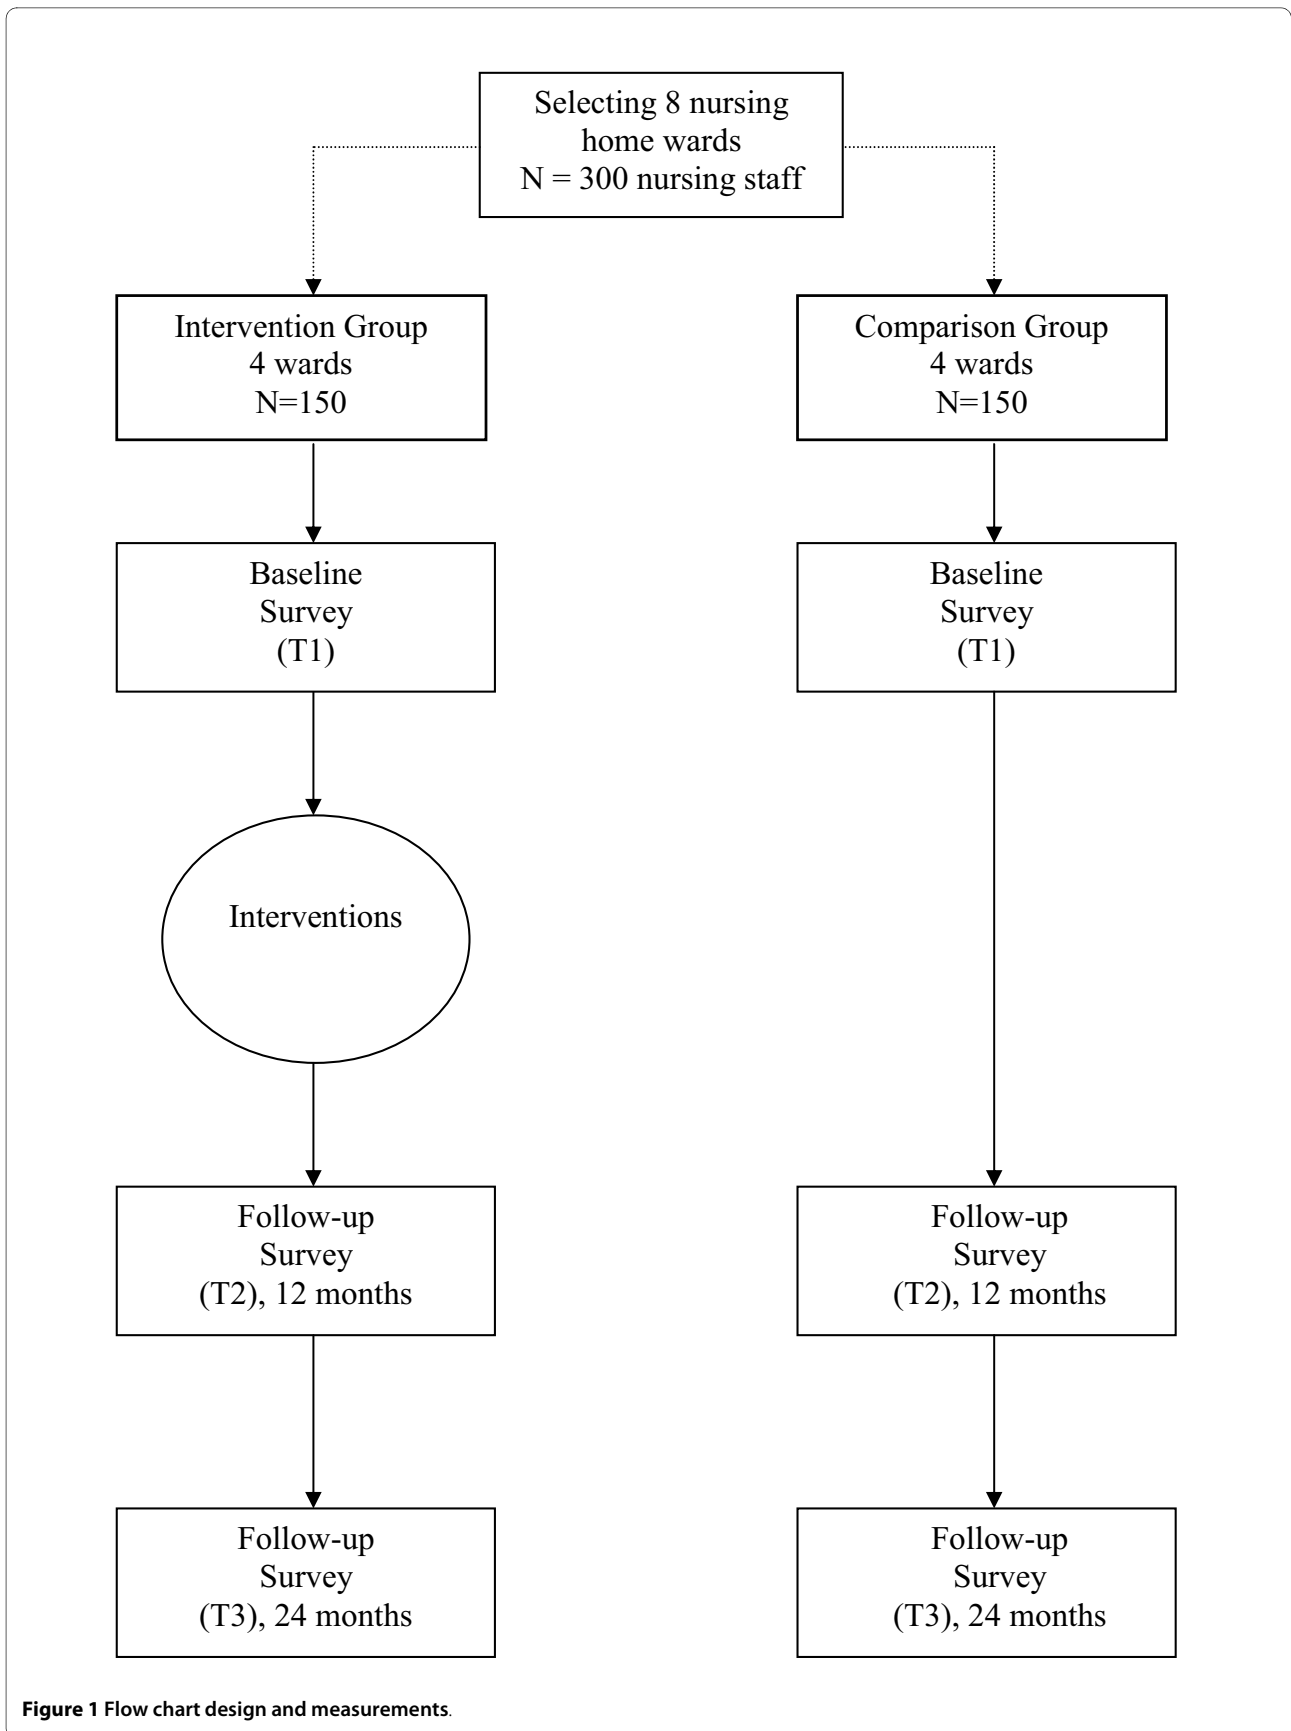 Selecting 8 nursing
home wards
N = 300 nursing staff
Intervention Group
4 wards
N=150
Comparison Group
4 wards
N=150
Baseline
Survey
(T1)
Baseline
Survey
(T1)
Interventions
Follow-up
Survey
(T2), 12 months
Follow-up
Survey
(T2), 12 months
Follow-up
Survey
(T3), 24 months
Follow-up
Survey
(T3), 24 months
Figure 1 Flow chart design and measurements.